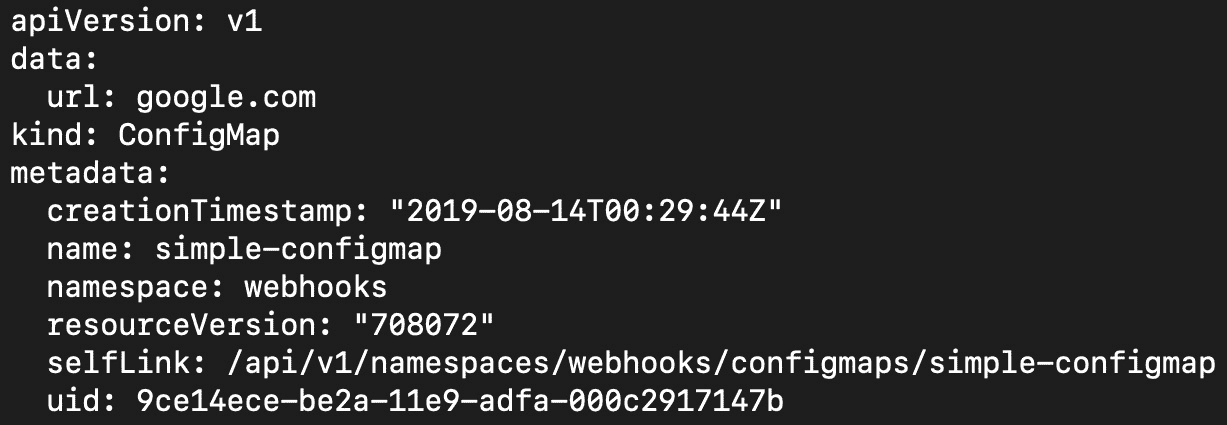 apiVersion: v1
data:
  url: google.com
kind: ConfigMap
metadata:
  creationTimestamp: "2019-08-14T00:29:44Z"
  name: simple-configmap
  namespace: webhooks
  resourceVersion: "708072"
  selfLink: /api/v1/namespaces/webhooks/configmaps/simple-configmap
  uid: 9ce14ece-be2a-11e9-adfa-000c2917147b